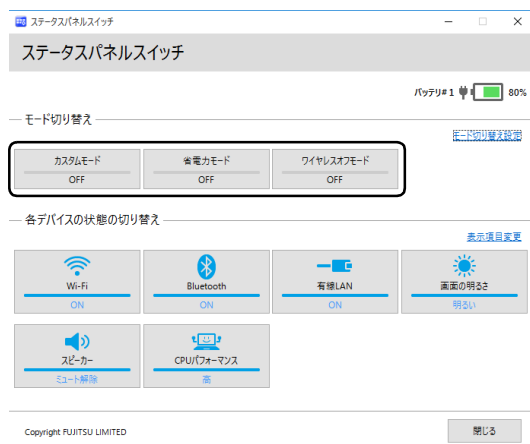 ステータスパネルスイッチ
ステータスパネルスイッチ
バッテリ#1 80%
モード切り替え
モード切り替え設定
カスタムモード 省電力モード ワイヤレスオフモード
OFF OFF OFF
各デバイスの状態の切り替え
表示項目変更
Wi-Fi Bluetooth 有線LAN 画面の明るさ
ON ON ON 明るい
スピーカー CPUパフォーマンス
ミュート解除 高
Copyright FUJITSU LIMITED 閉じる